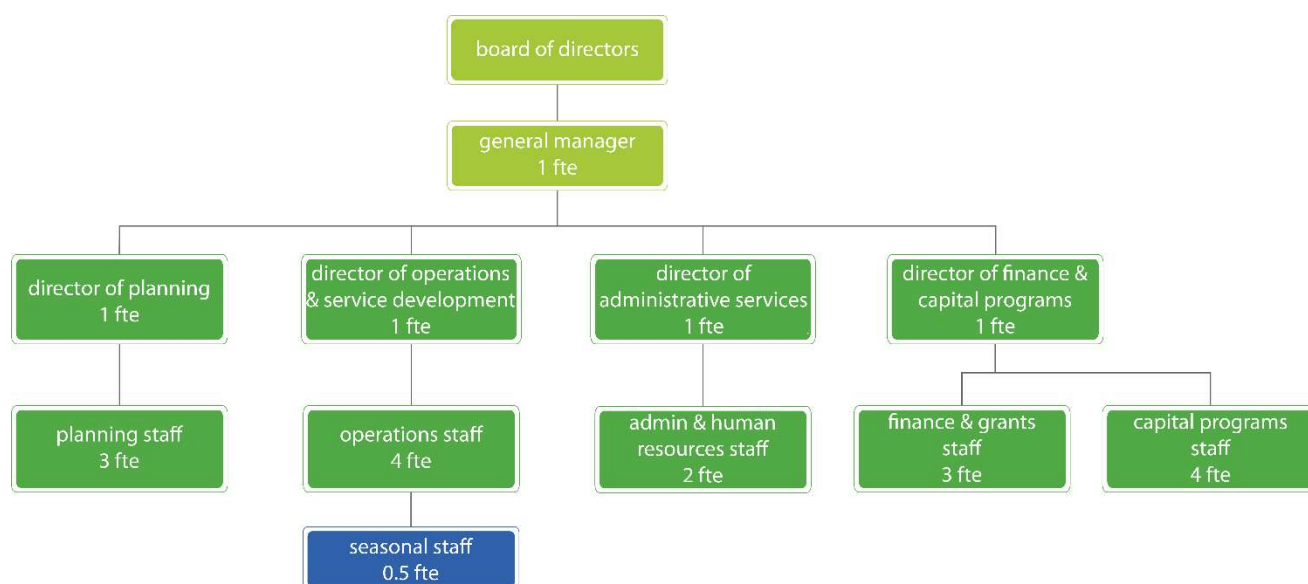 board of directors
general manager
1 fte
director of planning
1 fte
director of operations
& service development
1 fte
director of
administrative services
1 fte
director of finance &
capital programs
1 fte
planning staff
3 fte
operations staff
4 fte
admin & human
resources staff
2 fte
finance & grants
staff
3 fte
capital programs
staff
4 fte
seasonal staff
0.5 fte